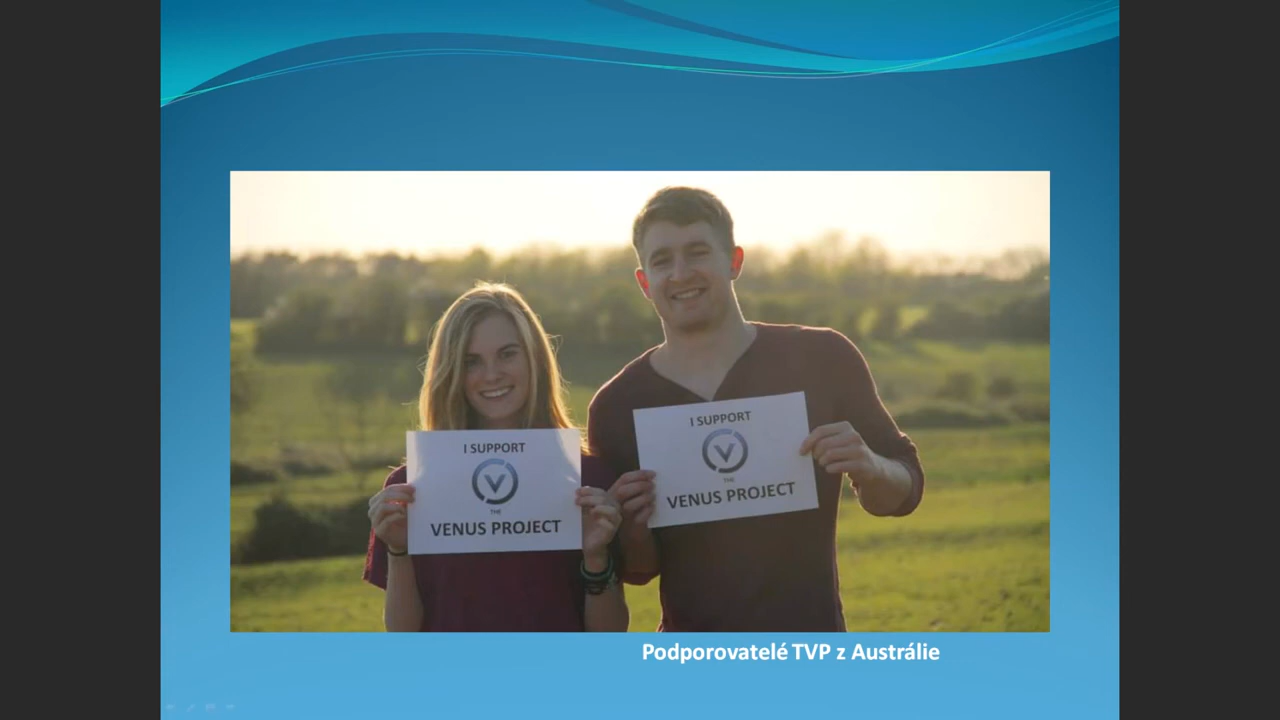 I SUPPORT
THE
VENUS PROJECT
I SUPPORT
THE
VENUS PROJECT
Podporovatelé TVP z Austrálie